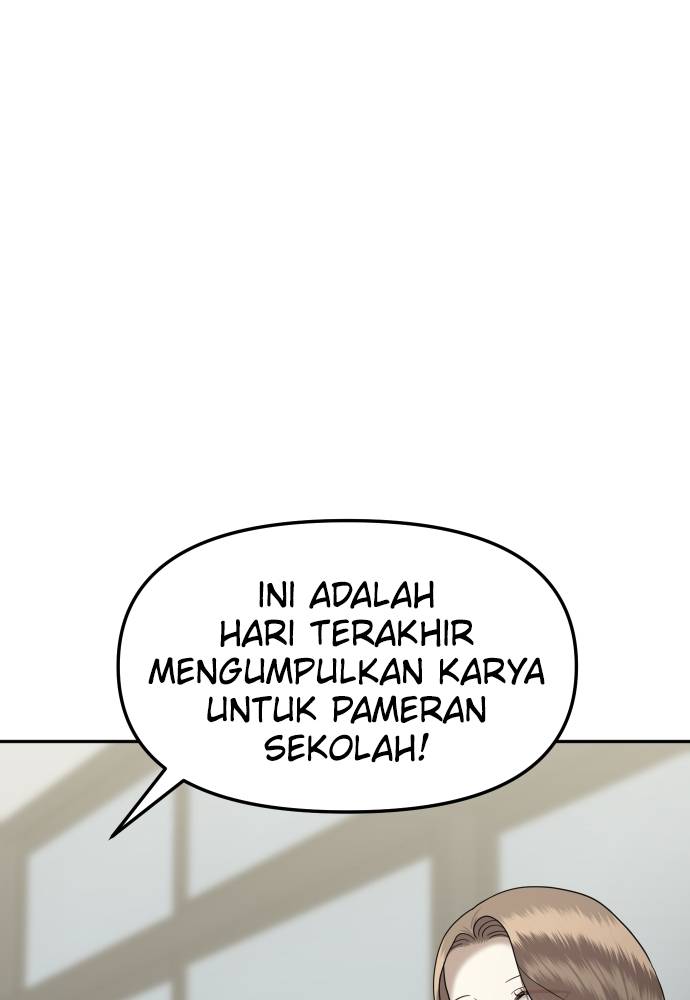 INI ADALAH
HARI TERAKHIR
MENGUMPULKAN KARYA
UNTUK PAMERAN
SEKOLAH!